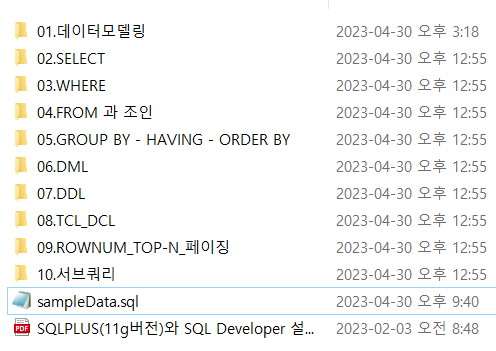 01.데이터모델링 2023-04-30 오후 3:18
02.SELECT 2023-04-30 오후 12:55
03.WHERE 2023-04-30 오후 12:55
04.FROM 과 조인 2023-04-30 오후 12:55
05.GROUP BY - HAVING - ORDER BY 2023-04-30 오후 12:55
06.DML 2023-04-30 오후 12:55
07.DDL 2023-04-30 오후 12:55
08.TCL_DCL 2023-04-30 오후 12:55
09.ROWNUM_TOP-N_페이징 2023-04-30 오후 12:55
10.서브쿼리 2023-04-30 오후 12:55
sampleData.sql 2023-04-30 오후 9:40
SQLPLUS(11g버전)와 SQL Developer 설... 2023-02-03 오전 8:48